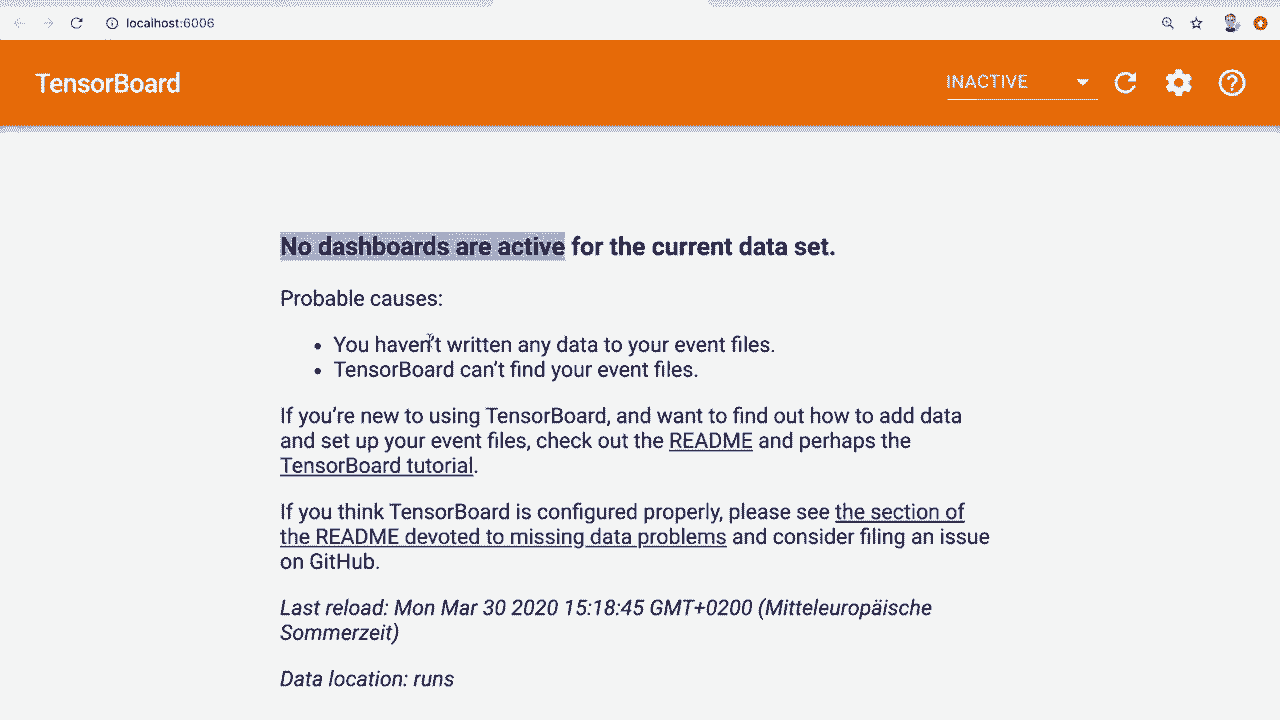 localhost:6006
TensorBoard
INACTIVE
No dashboards are active for the current data set.
Probable causes:
• You haven't written any data to your event files.
• TensorBoard can't find your event files.
If you're new to using TensorBoard, and want to find out how to add data
and set up your event files, check out the README and perhaps the
TensorBoard tutorial.
If you think TensorBoard is configured properly, please see the section of
the README devoted to missing data problems and consider filing an issue
on GitHub.
Last reload: Mon Mar 30 2020 15:18:45 GMT+0200 (Mitteleuropäische
Sommerzeit)
Data location: runs